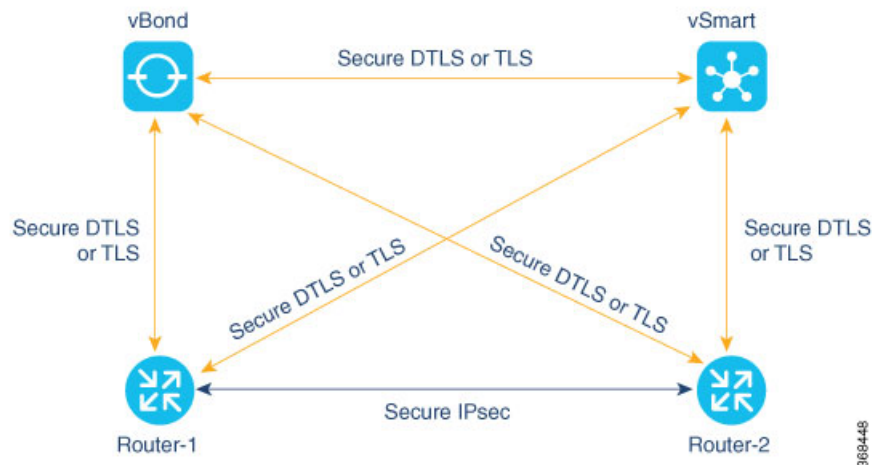 vBond
vSmart
Secure DTLS or TLS
Secure DTLS
or TLS
Secure DTLS or TLS
Secure DTLS or TLS
Secure DTLS
or TLS
Secure IPsec
Router-1
Router-2
368448